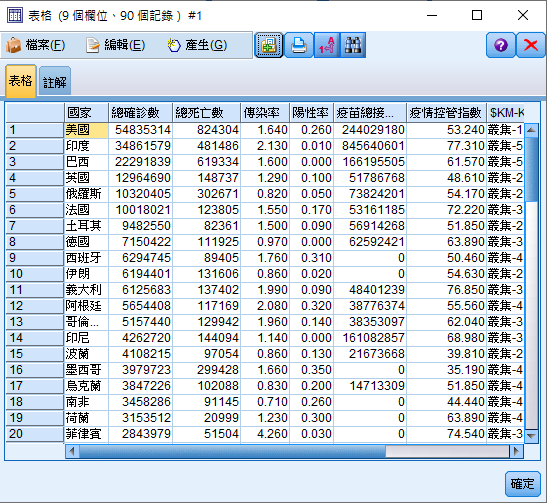 表格 (9 個欄位、90 個記錄) #1
檔案(F) 編輯(E) 產生(G)
表格 註解
國家 總確診數 總死亡數 傳染率 陽性率 疫苗總接... 疫情控管指數 $KM-K
1 美國 54835314 824304 1.640 0.260 244029180 53.240 叢集-1
2 印度 34861579 481486 2.130 0.010 845640601 77.310 叢集-5
3 巴西 22291839 619334 1.600 0.000 166195505 61.570 叢集-5
4 英國 12964690 148737 1.290 0.100 51786768 48.610 叢集-2
5 俄羅斯 10320405 302671 0.820 0.050 73824201 54.170 叢集-2
6 法國 10018021 123805 1.550 0.170 53161185 72.220 叢集-3
7 土耳其 9482550 82361 1.500 0.090 56914268 51.850 叢集-2
8 德國 7150422 111925 0.970 0.000 62592421 63.890 叢集-3
9 西班牙 6294745 89405 1.760 0.310 0 50.460 叢集-4
10 伊朗 6194401 131606 0.860 0.020 0 54.630 叢集-2
11 義大利 6125683 137402 1.990 0.090 48401239 76.850 叢集-3
12 阿根廷 5654408 117169 2.080 0.320 38776374 55.560 叢集-4
13 哥倫... 5157440 129942 1.960 0.140 38353097 62.040 叢集-3
14 印尼 4262720 144094 1.140 0.000 161082857 68.980 叢集-3
15 波蘭 4108215 97054 0.860 0.130 21673668 39.810 叢集-2
16 墨西哥 3979723 299428 1.660 0.350 0 35.190 叢集-4
17 烏克蘭 3847226 102088 0.830 0.200 14713309 51.850 叢集-4
18 南非 3458286 91145 0.710 0.260 0 44.440 叢集-4
19 荷蘭 3153512 20999 1.230 0.300 0 63.890 叢集-4
20 菲律賓 2843979 51504 4.260 0.030 0 74.540 叢集-3
確定